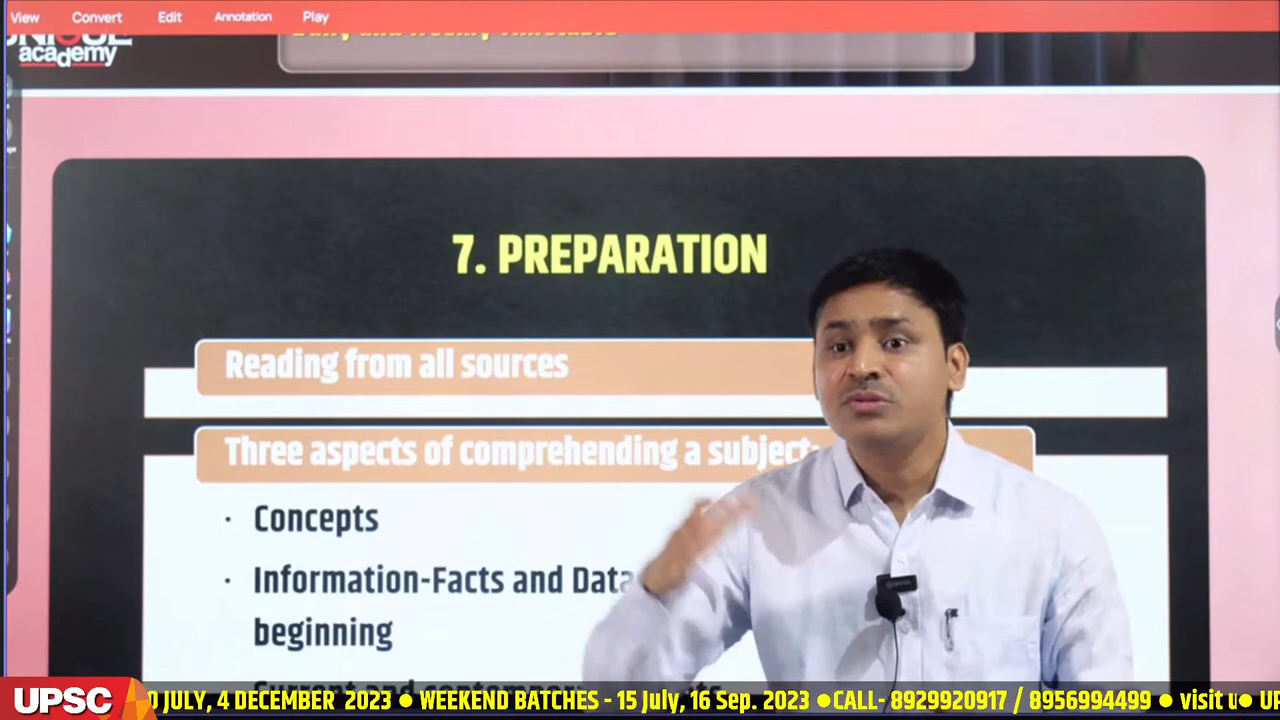 View Convert Edit Annotation Play
academy
7. PREPARATION
Reading from all sources
Three aspects of comprehending a subject:
· Concepts
· Information-Facts and Data
beginning
UPSC
JULY, 4 DECEMBER 2023 ● WEEKEND BATCHES - 15 July, 16 Sep. 2023 ●CALL- 8929920917 / 8956994499 ● visit